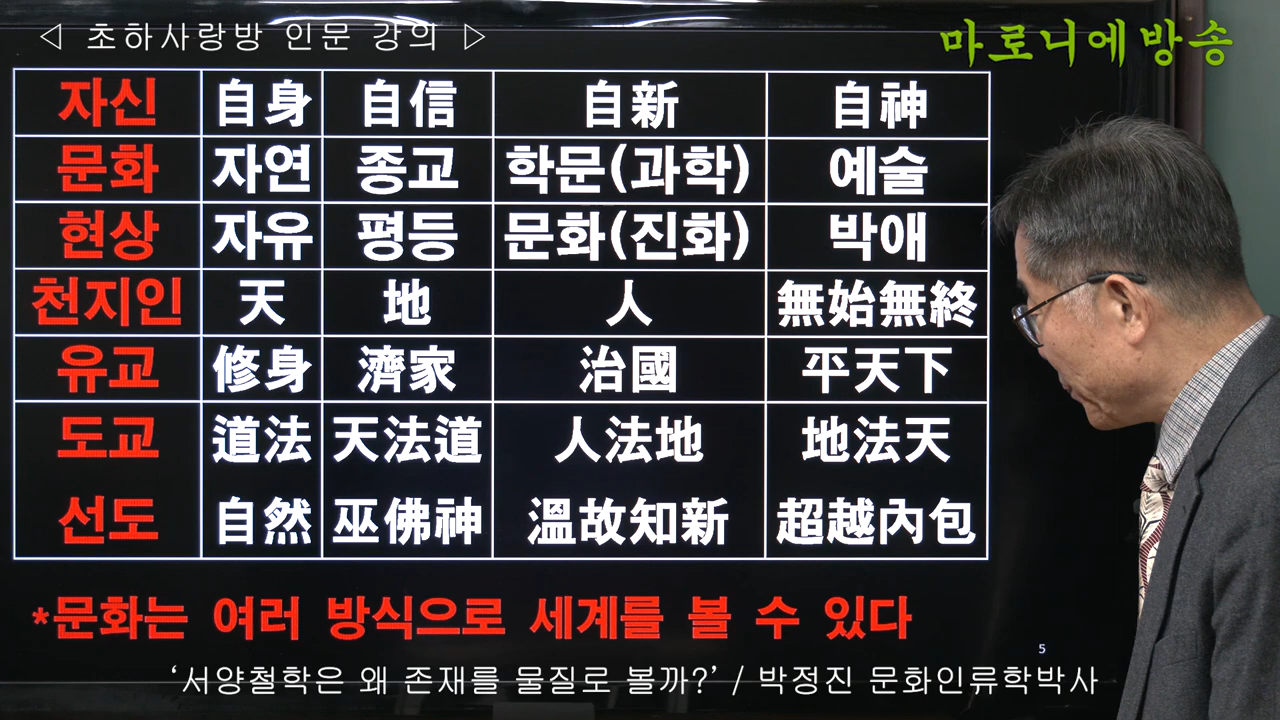 ◁ 초하사랑방 인문 강의 ▷
마로니에방송
자신 自身 自信 自新 自神
문화 자연 종교 학문(과학) 예술
현상 자유 평등 문화(진화) 박애
천지인 天 地 人 無始無終
유교 修身 濟家 治國 平天下
도교 道法 天法道 人法地 地法天
선도 自然 巫佛神 溫故知新 超越內包
*문화는 여러 방식으로 세계를 볼 수 있다
5
‘서양철학은 왜 존재를 물질로 볼까?’ / 박정진 문화인류학박사